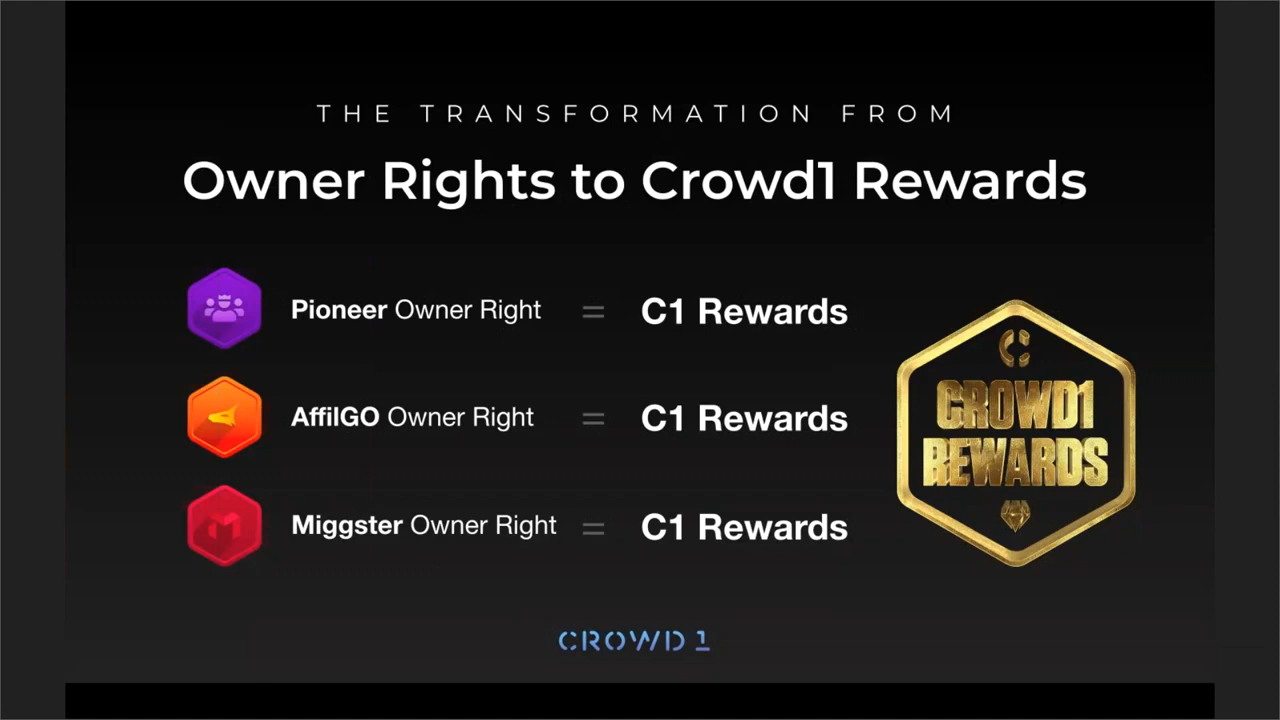 THE TRANSFORMATION FROM
Owner Rights to Crowd1 Rewards
Pioneer Owner Right = C1 Rewards
AffilGO Owner Right = C1 Rewards
Miggster Owner Right = C1 Rewards
CROWD1
REWARDS
CROWD1